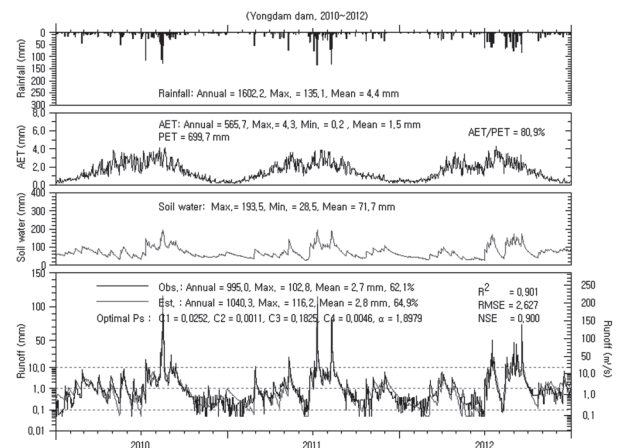 (Yongdam dam, 2010~2012)
Rainfall (mm)
0
50
100
150
200
250
300
Rainfall: Annual = 1602,2, Max, = 135,1, Mean = 4,4 mm
AET (mm)
8,0
6,0
4,0
2,0
0,0
AET: Annual = 565,7, Max,= 4,3, Min, = 0,2 , Mean = 1,5 mm
PET = 699,7 mm
AET/PET = 80,9%
Soil water (mm)
400
300
200
100
0
Soil water: Max,= 193,5, Min, = 28,5, Mean = 71,7 mm
Runoff (mm)
150
100
50
10,0
1,0
0,1
0,01
Obs,: Annual = 995,0, Max, = 102,8, Mean = 2,7 mm, 62,1%
Est, : Annual = 1040,3, Max, = 116,2, Mean = 2,8 mm, 64,9%
Optimal Ps : C1 = 0,0252, C2 = 0,0011, C3 = 0,1825, C4 = 0,0046, α = 1,8979
R2 = 0,901
RMSE = 2,627
NSE = 0,900
250
200
150
100
50
10,0
1,0
0,1
Runoff (㎥/s)
2010
2011
2012